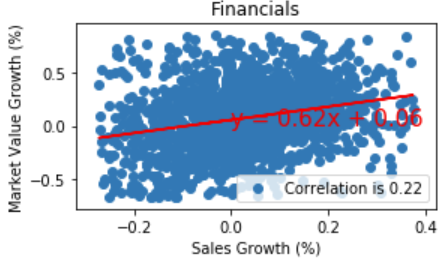 Financials
Market Value Growth (%)
0.5
0.0
−0.5
y = 0.62x + 0.06
Correlation is 0.22
−0.2
0.0
0.2
0.4
Sales Growth (%)